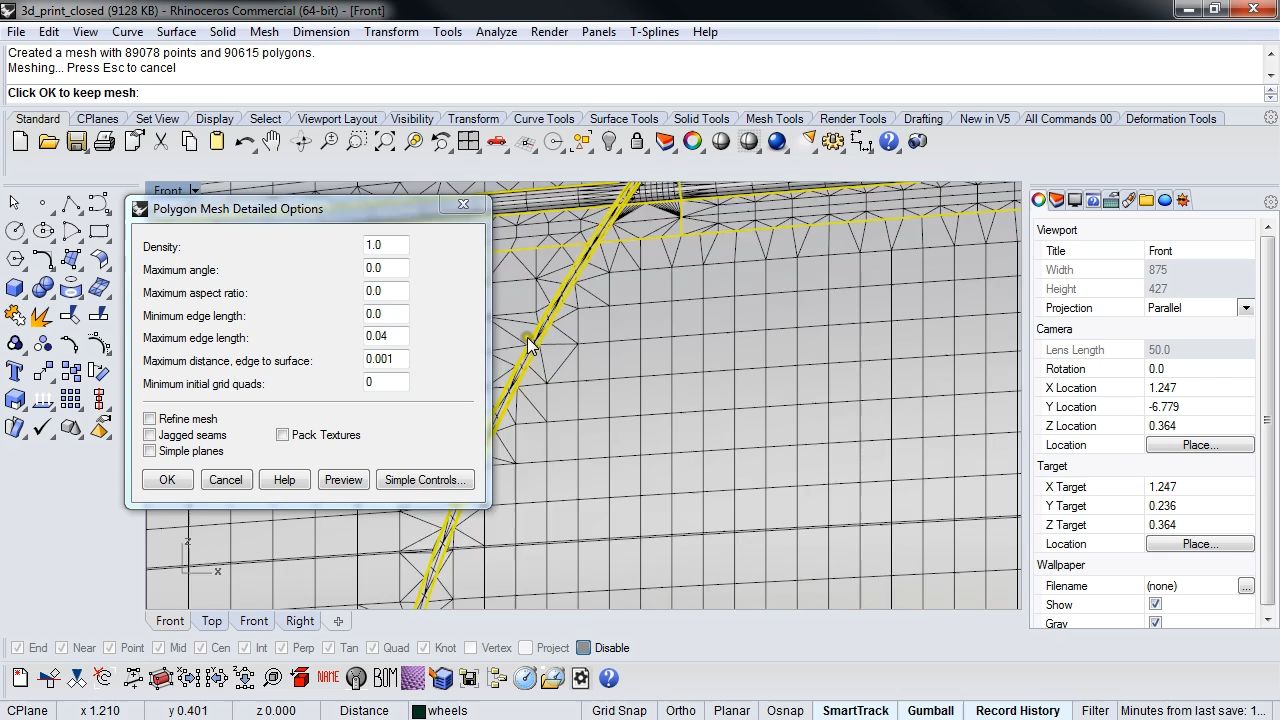 3d_print_closed (9128 KB) - Rhinoceros Commercial (64-bit) - [Front]
File Edit View Curve Surface Solid Mesh Dimension Transform Tools Analyze Render Panels T-Splines Help
Created a mesh with 89078 points and 90615 polygons.
Meshing... Press Esc to cancel
Click OK to keep mesh:
Standard CPlanes Set View Display Select Viewport Layout Visibility Transform Curve Tools Surface Tools Solid Tools Mesh Tools Render Tools Drafting New in V5 All Commands 00 Deformation Tools
Front
Polygon Mesh Detailed Options
Density: 1.0
Maximum angle: 0.0
Maximum aspect ratio: 0.0
Minimum edge length: 0.0
Maximum edge length: 0.04
Maximum distance, edge to surface: 0.001
Minimum initial grid quads: 0
Refine mesh
Jagged seams Pack Textures
Simple planes
OK Cancel Help Preview Simple Controls...
z
x
Viewport
Title Front
Width 875
Height 427
Projection Parallel
Camera
Lens Length 50.0
Rotation 0.0
X Location 1.247
Y Location -6.779
Z Location 0.364
Location Place...
Target
X Target 1.247
Y Target 0.236
Z Target 0.364
Location Place...
Wallpaper
Filename (none) ...
Show
Gray
Front Top Front Right
End Near Point Mid Cen Int Perp Tan Quad Knot Vertex Project Disable
NAME BOM
CPlane x 1.210 y 0.401 z 0.000 Distance wheels Grid Snap Ortho Planar Osnap SmartTrack Gumball Record History Filter Minutes from last save: 1...